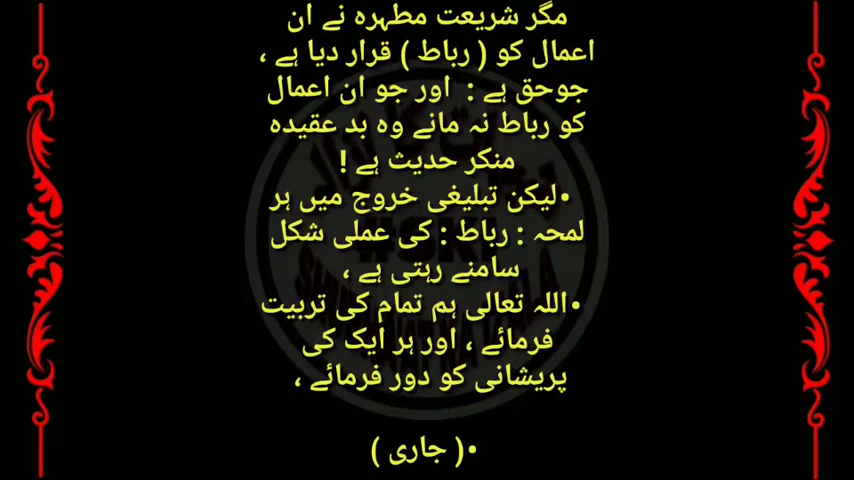 مگر شریعت مطہرہ نے ان
اعمال کو ( رباط ) قرار دیا ہے ،
جوحق ہے : اور جو ان اعمال
کو رباط نہ مانے وہ بد عقیدہ
منکر حدیث ہے !
•لیکن تبلیغی خروج میں ہر
لمحہ : رباط : کی عملی شکل
سامنے رہتی ہے ،
•اللہ تعالی ہم تمام کی تربیت
فرمائے ، اور ہر ایک کی
پریشانی کو دور فرمائے ،
•( جاری )